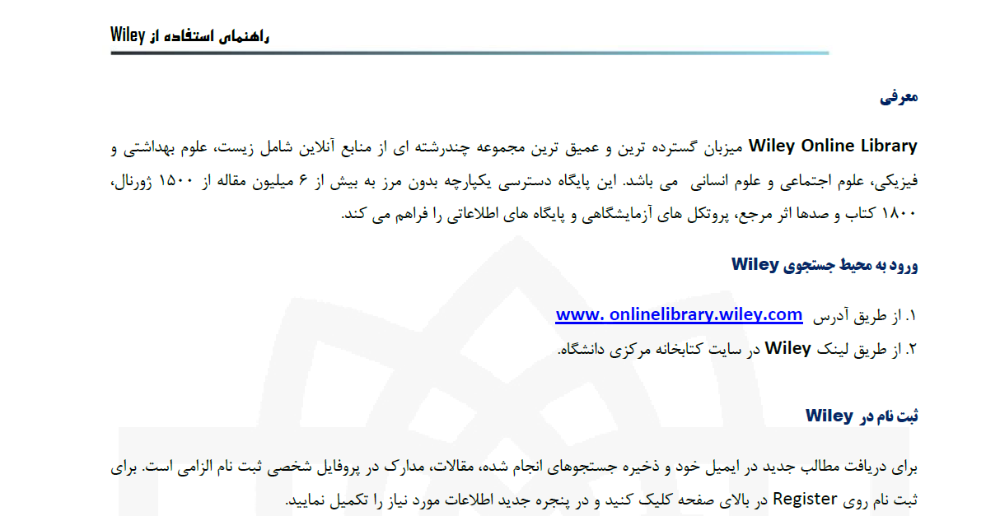 راهنمای استفاده از Wiley
معرفی
Wiley Online Library میزبان گسترده ترین و عمیق ترین مجموعه چندرشته ای از منابع آنلاین شامل زیست، علوم بهداشتی و
فیزیکی، علوم اجتماعی و علوم انسانی می باشد. این پایگاه دسترسی یکپارچه بدون مرز به بیش از ۶ میلیون مقاله از ۱۵۰۰ ژورنال،
۱۸۰۰ کتاب و صدها اثر مرجع، پروتکل های آزمایشگاهی و پایگاه های اطلاعاتی را فراهم می کند.
ورود به محیط جستجوی Wiley
۱. از طریق آدرس www. onlinelibrary.wiley.com
۲. از طریق لینک Wiley در سایت کتابخانه مرکزی دانشگاه.
ثبت نام در Wiley
برای دریافت مطالب جدید در ایمیل خود و ذخیره جستجوهای انجام شده، مقالات، مدارک در پروفایل شخصی ثبت نام الزامی است. برای
ثبت نام روی Register در بالای صفحه کلیک کنید و در پنجره جدید اطلاعات مورد نیاز را تکمیل نمایید.